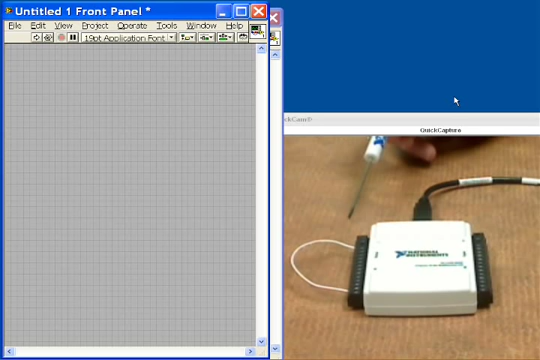 Untitled 1 Front Panel *
File Edit View Project Operate Tools Window Help
19pt Application Font
QuickCapture
NATIONAL
INSTRUMENTS